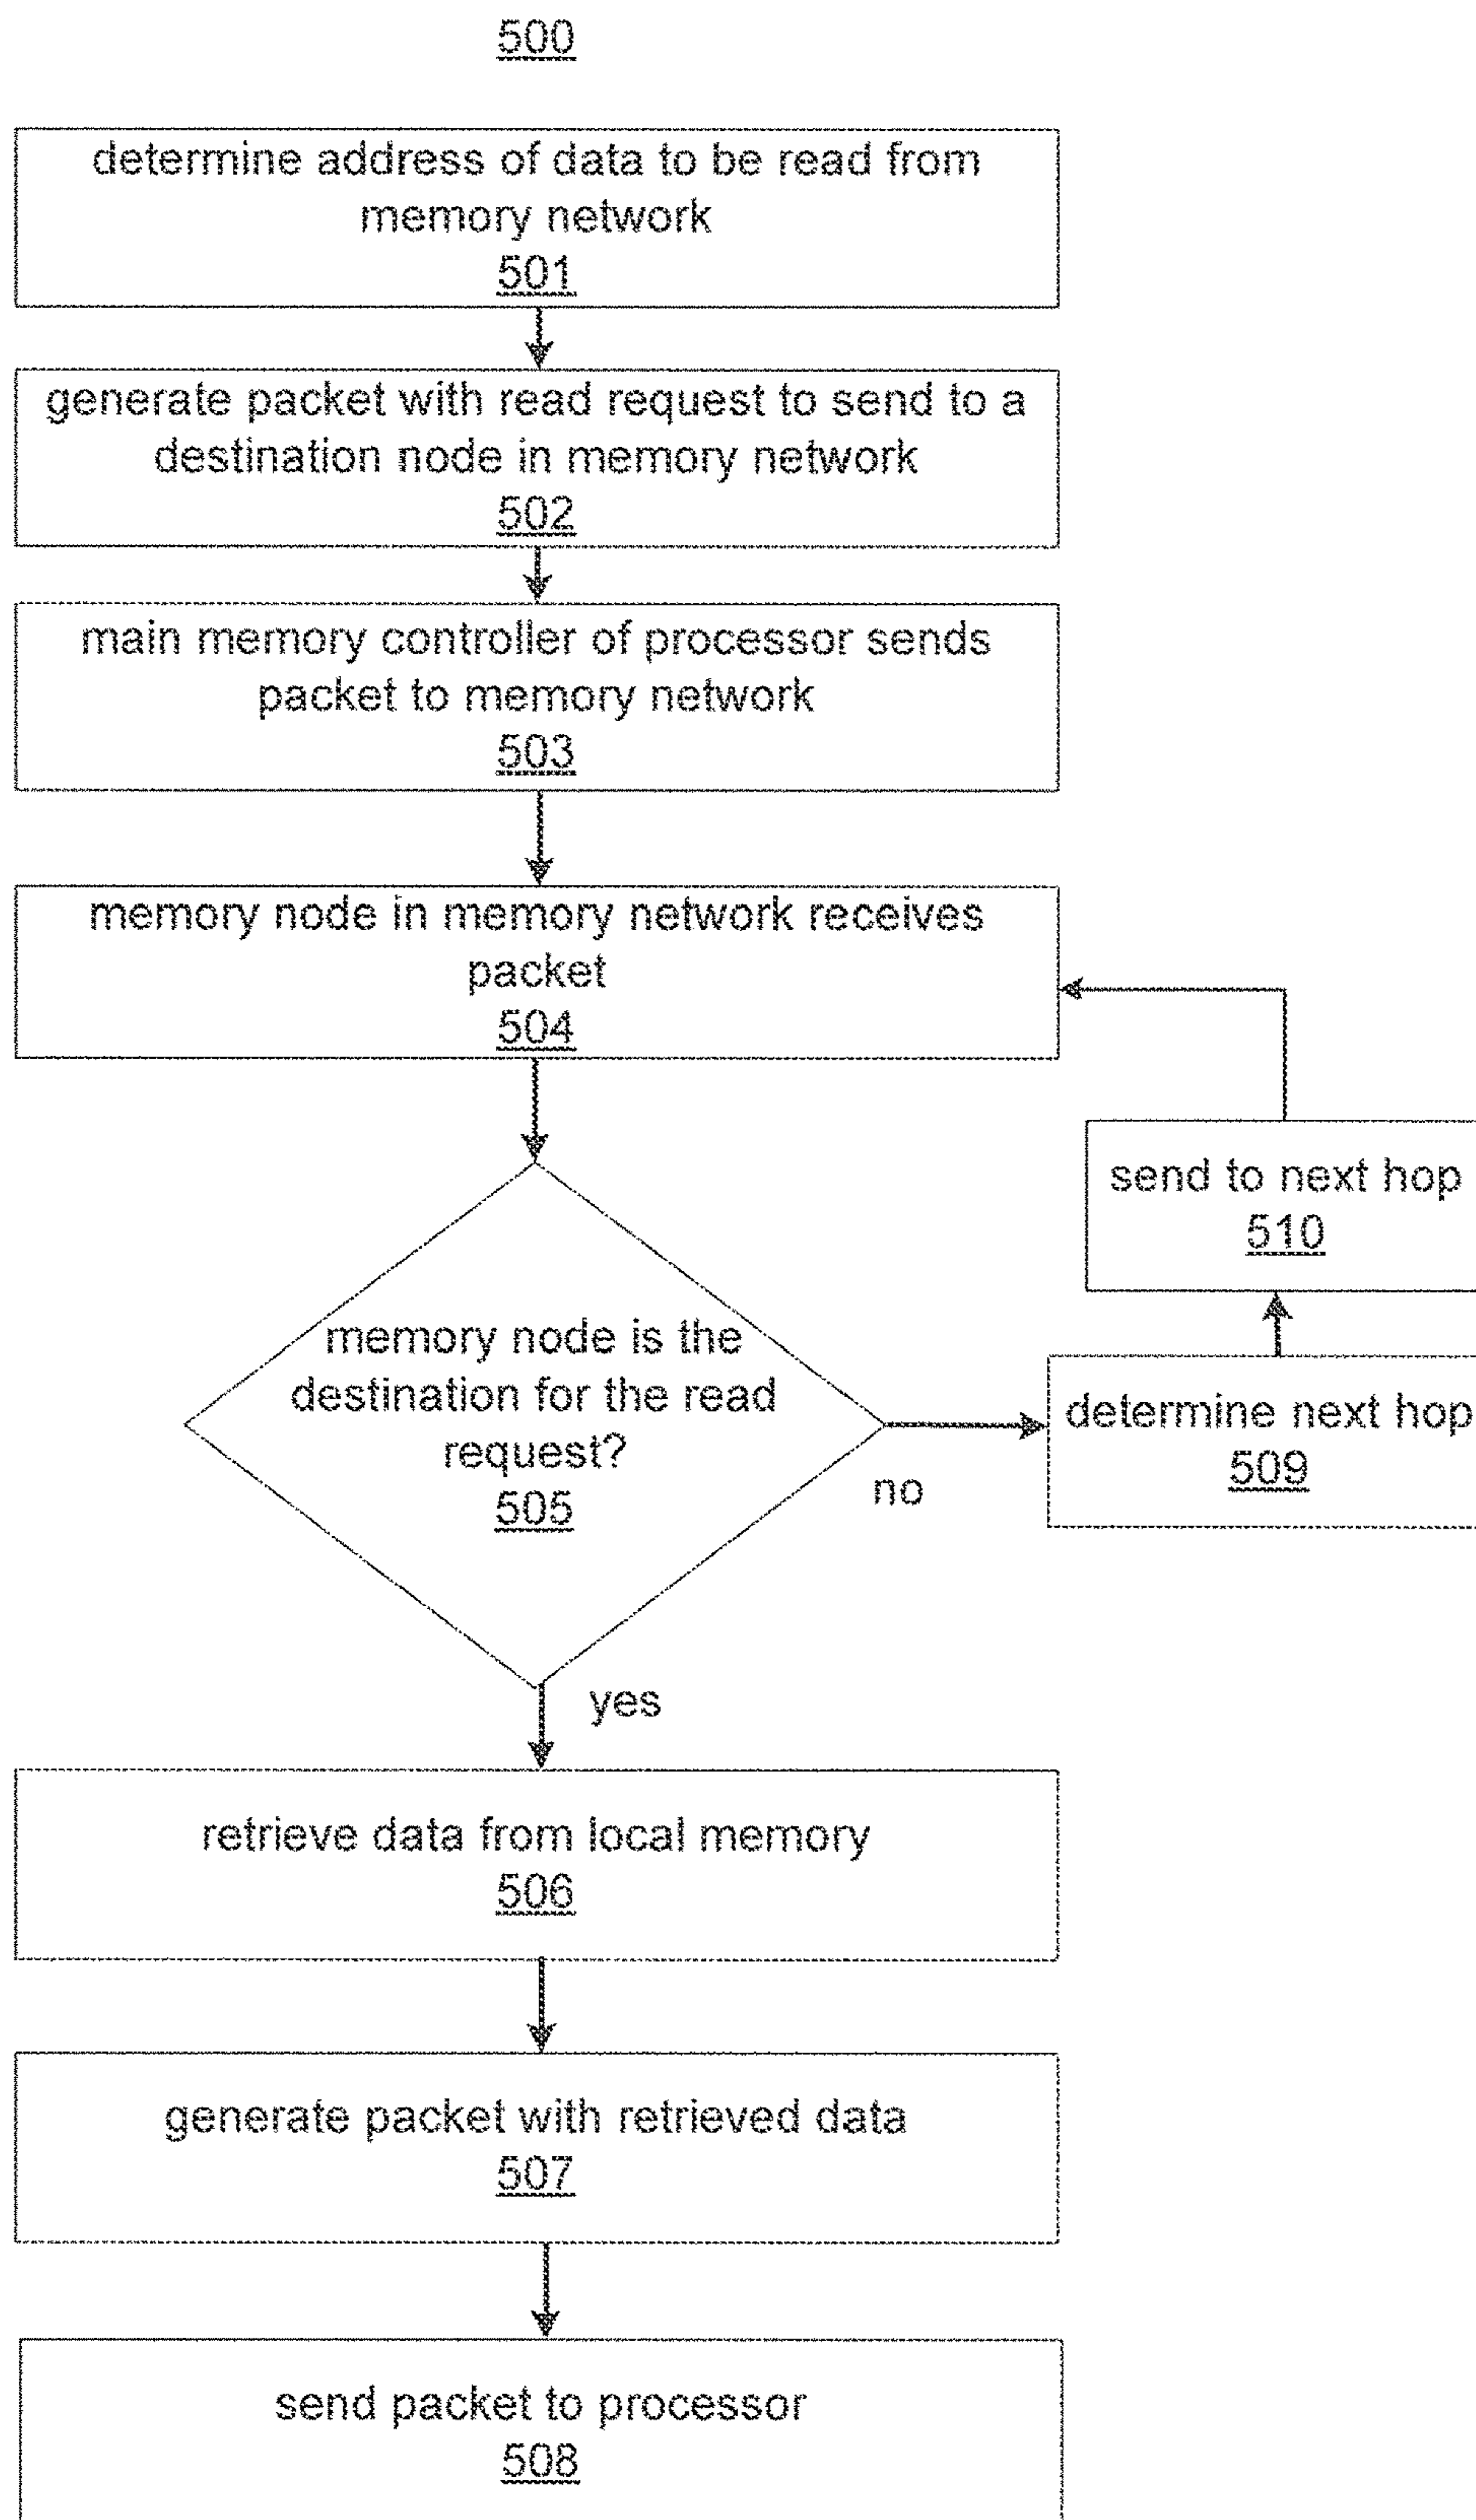 500
determine address of data to be read from
memory network
501
generate packet with read request to send to a
destination node in memory network
502
main memory controller of processor sends
packet to memory network
503
memory node in memory network receives
packet
504
send to next hop
510
memory node is the
destination for the read
request?
505
determine next hop
509
no
yes
retrieve data from local memory
506
generate packet with retrieved data
507
send packet to processor
508